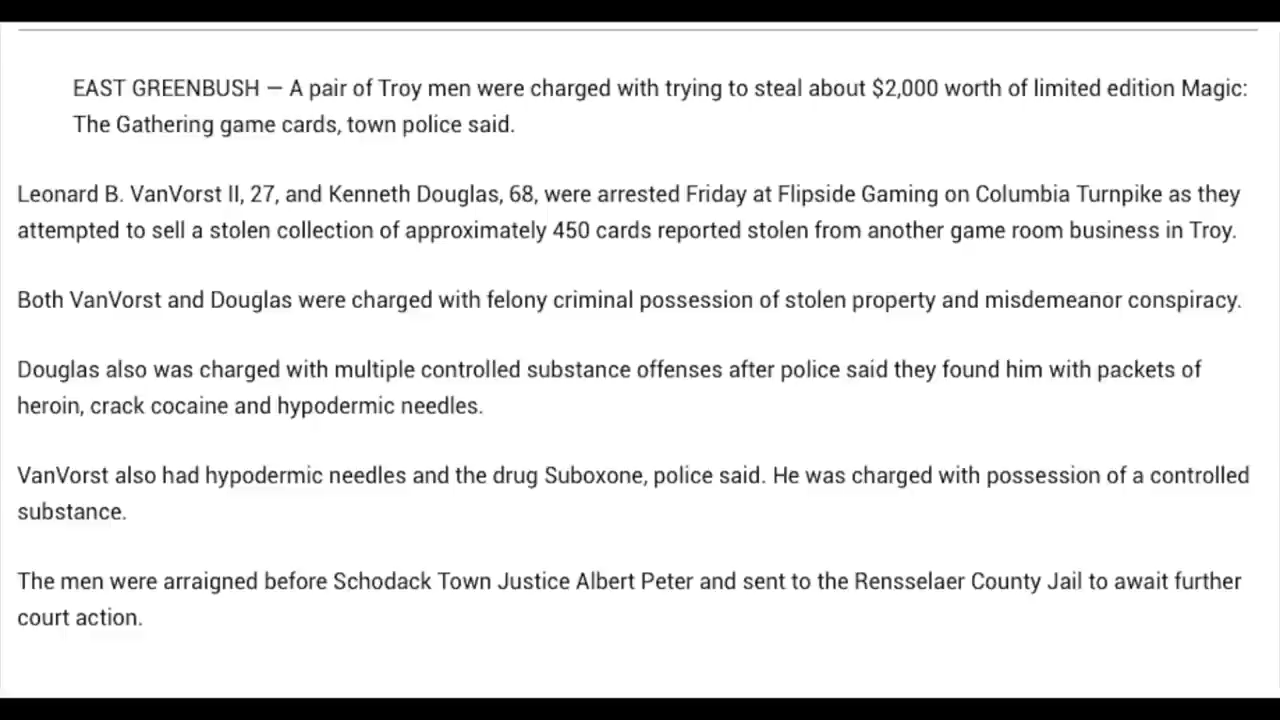 EAST GREENBUSH — A pair of Troy men were charged with trying to steal about $2,000 worth of limited edition Magic:
The Gathering game cards, town police said.
Leonard B. VanVorst II, 27, and Kenneth Douglas, 68, were arrested Friday at Flipside Gaming on Columbia Turnpike as they
attempted to sell a stolen collection of approximately 450 cards reported stolen from another game room business in Troy.
Both VanVorst and Douglas were charged with felony criminal possession of stolen property and misdemeanor conspiracy.
Douglas also was charged with multiple controlled substance offenses after police said they found him with packets of
heroin, crack cocaine and hypodermic needles.
VanVorst also had hypodermic needles and the drug Suboxone, police said. He was charged with possession of a controlled
substance.
The men were arraigned before Schodack Town Justice Albert Peter and sent to the Rensselaer County Jail to await further
court action.